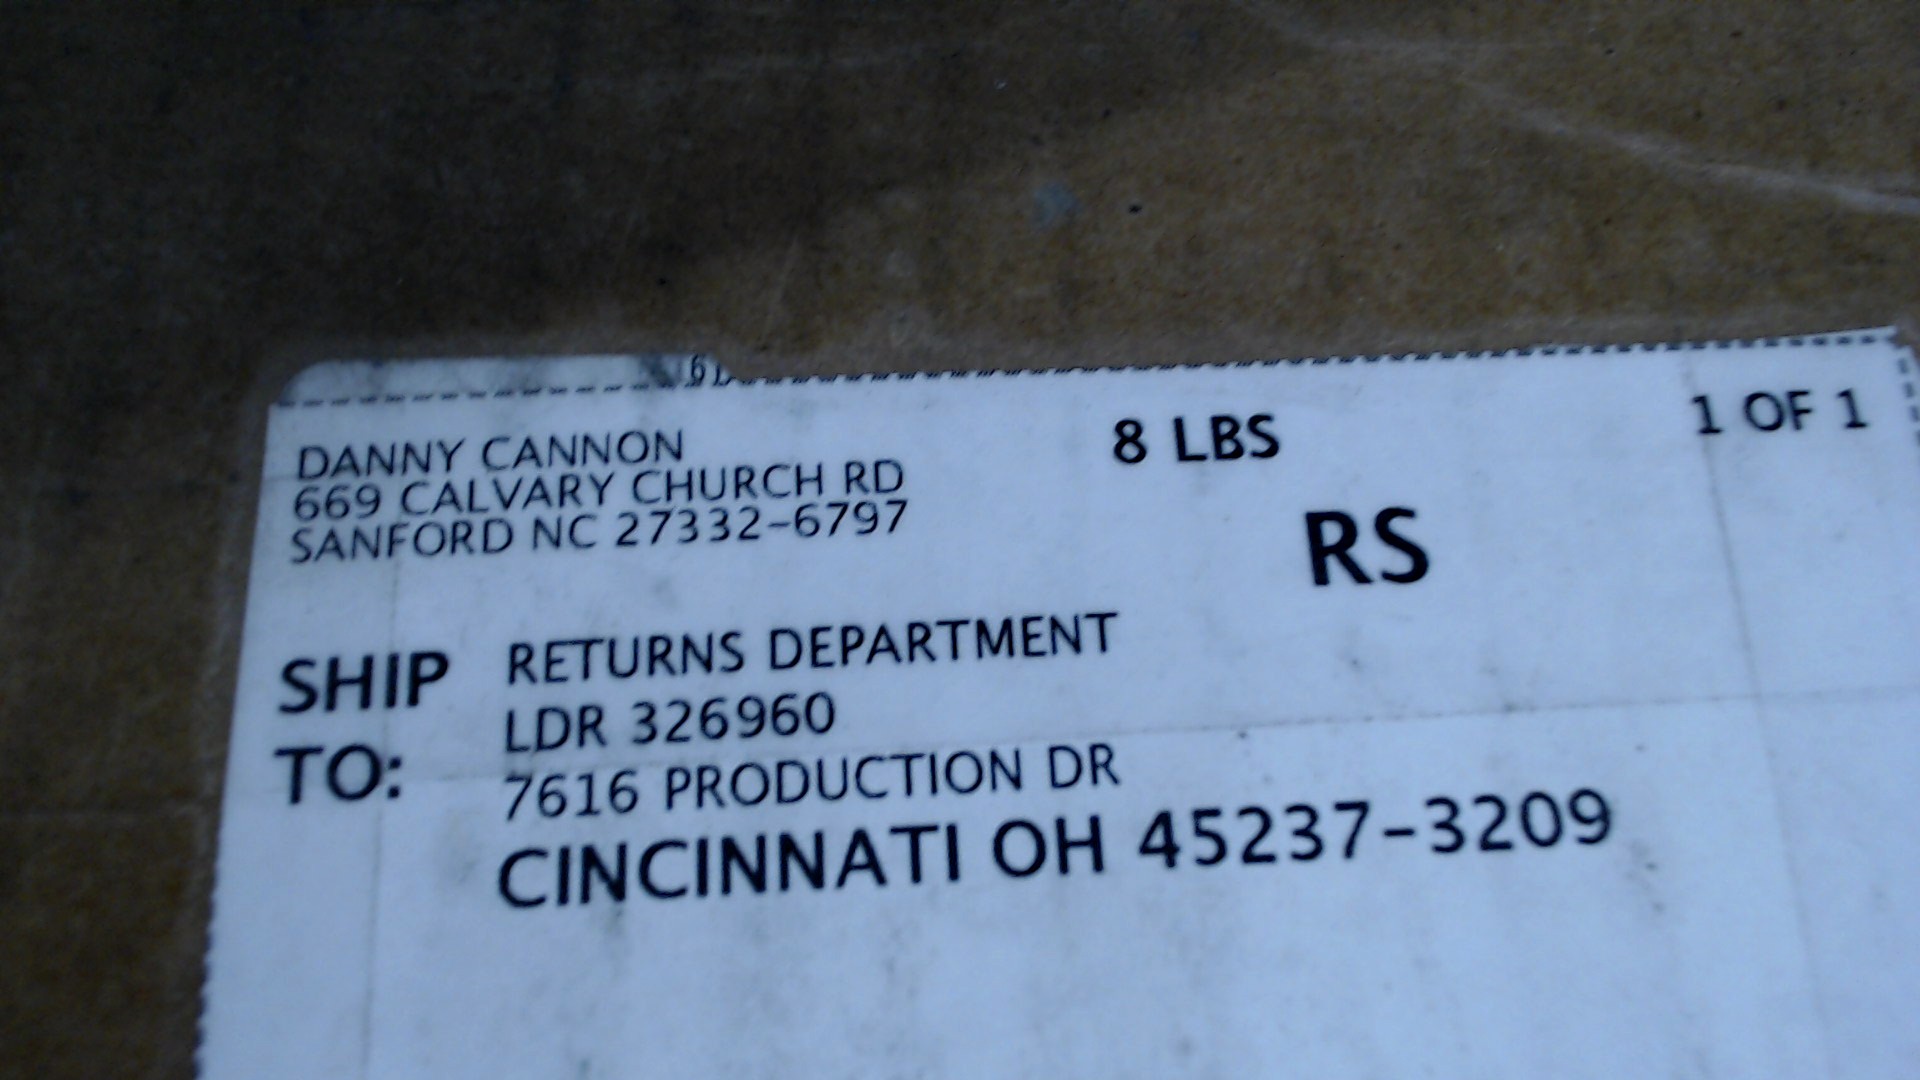 DANNY CANNON
669 CALVARY CHURCH RD
SANFORD NC 27332-6797
8 LBS
1 OF 1
RS
SHIP TO:
RETURNS DEPARTMENT
LDR 326960
7616 PRODUCTION DR
CINCINNATI OH 45237-3209